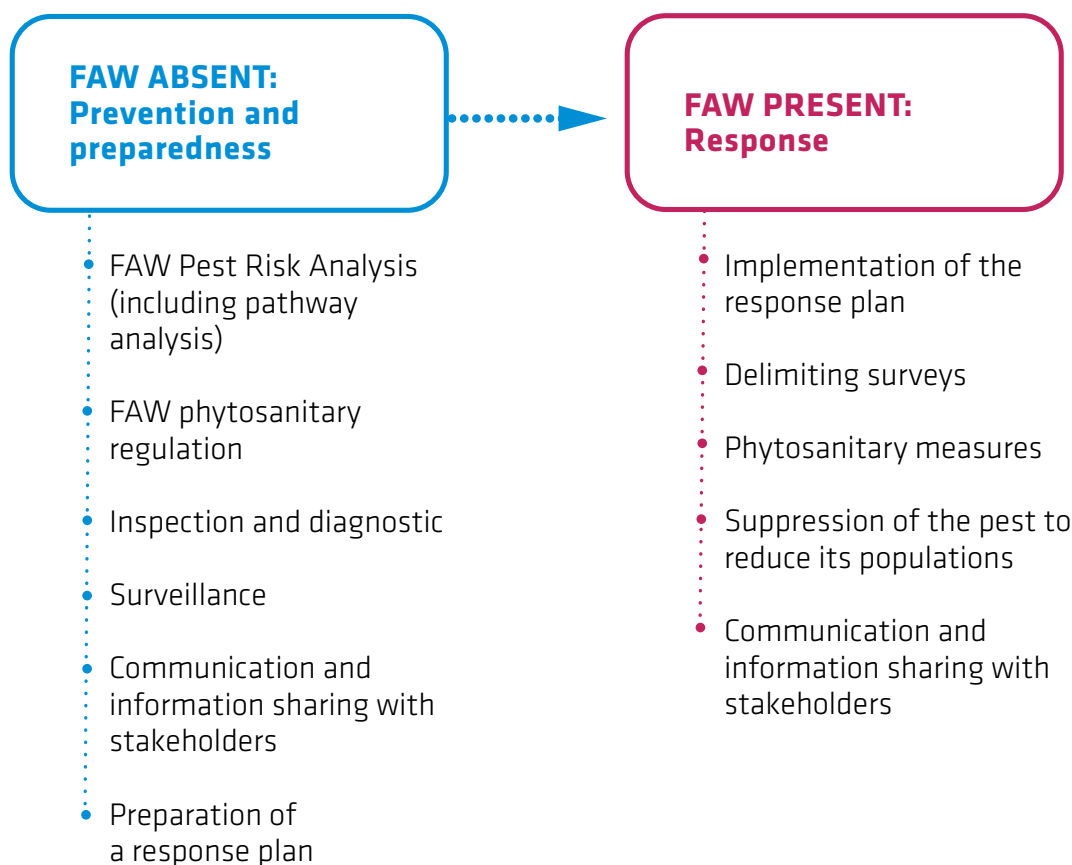 FAW ABSENT:
Prevention and
preparedness
FAW Pest Risk Analysis
(including pathway
analysis)
FAW phytosanitary
regulation
Inspection and diagnostic
Surveillance
Communication and
information sharing with
stakeholders
Preparation of
a response plan
FAW PRESENT:
Response
Implementation of the
response plan
Delimiting surveys
Phytosanitary measures
Suppression of the pest to
reduce its populations
Communication and
information sharing with
stakeholders